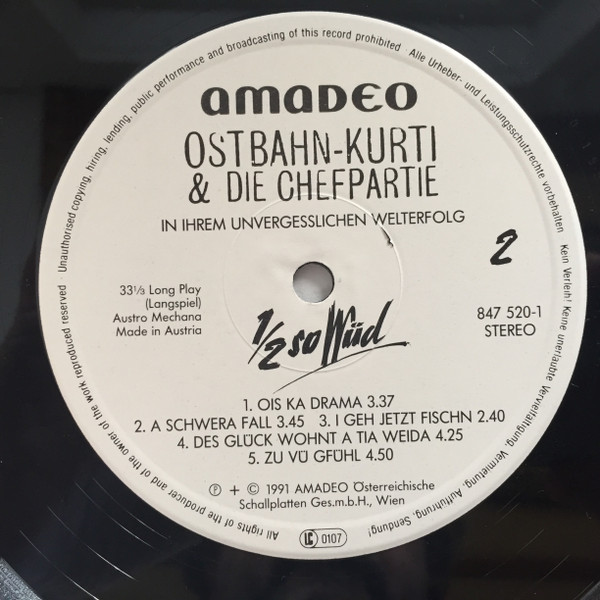 amadeo
OSTBAHN-KURTI
& DIE CHEFPARTIE
IN IHREM UNVERGESSLICHEN WELTERFOLG
2
33⅓ Long Play
(Langspiel)
Austro Mechana
Made in Austria
847 520-1
STEREO
1/2 so Wüd
1. OIS KA DRAMA 3.37
2. A SCHWERA FALL 3.45 3. I GEH JETZT FISCHN 2.40
4. DES GLÜCK WOHNT A TIA WEIDA 4.25
5. ZU VÜ GFÜHL 4.50
Ⓟ + © 1991 AMADEO Österreichische
Schallplatten Ges.m.b.H., Wien
LC 0107
All rights of the producer and of the owner of the work reproduced reserved Unauthorised copying, hiring, lending, public performance and broadcasting of this record prohibited Alle Urheber- und Leistungsschutzrechte vorbehalten Kein Verleih! Keine unerlaubte Vervielfältigung, Vermietung, Aufführung, Sendung!